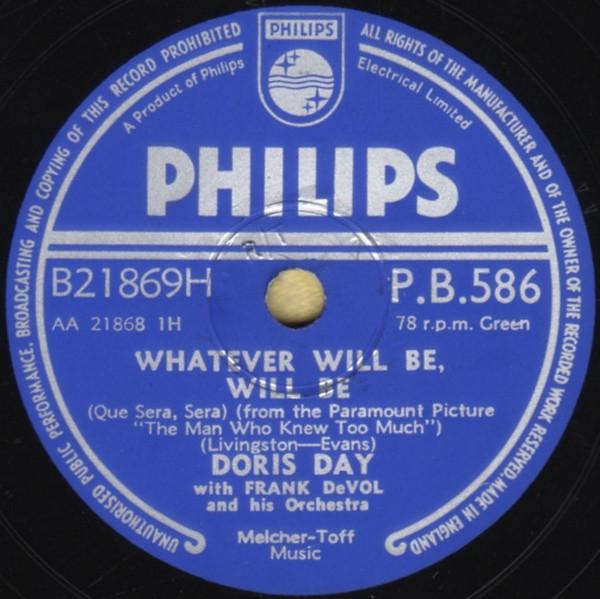 UNAUTHORISED PUBLIC PERFORMANCE, BROADCASTING AND COPYING OF THIS RECORD PROHIBITED
ALL RIGHTS OF THE MANUFACTURER AND OF THE OWNER OF THE RECORDED WORK RESERVED. MADE IN ENGLAND
PHILIPS
A Product of Philips
Electrical Limited
PHILIPS
B21869H
P.B.586
AA 21868 1H
78 r.p.m. Green
WHATEVER WILL BE,
WILL BE
(Que Sera, Sera) (from the Paramount Picture
"The Man Who Knew Too Much")
(Livingston—Evans)
DORIS DAY
with FRANK DeVOL
and his Orchestra
Melcher-Toff
Music